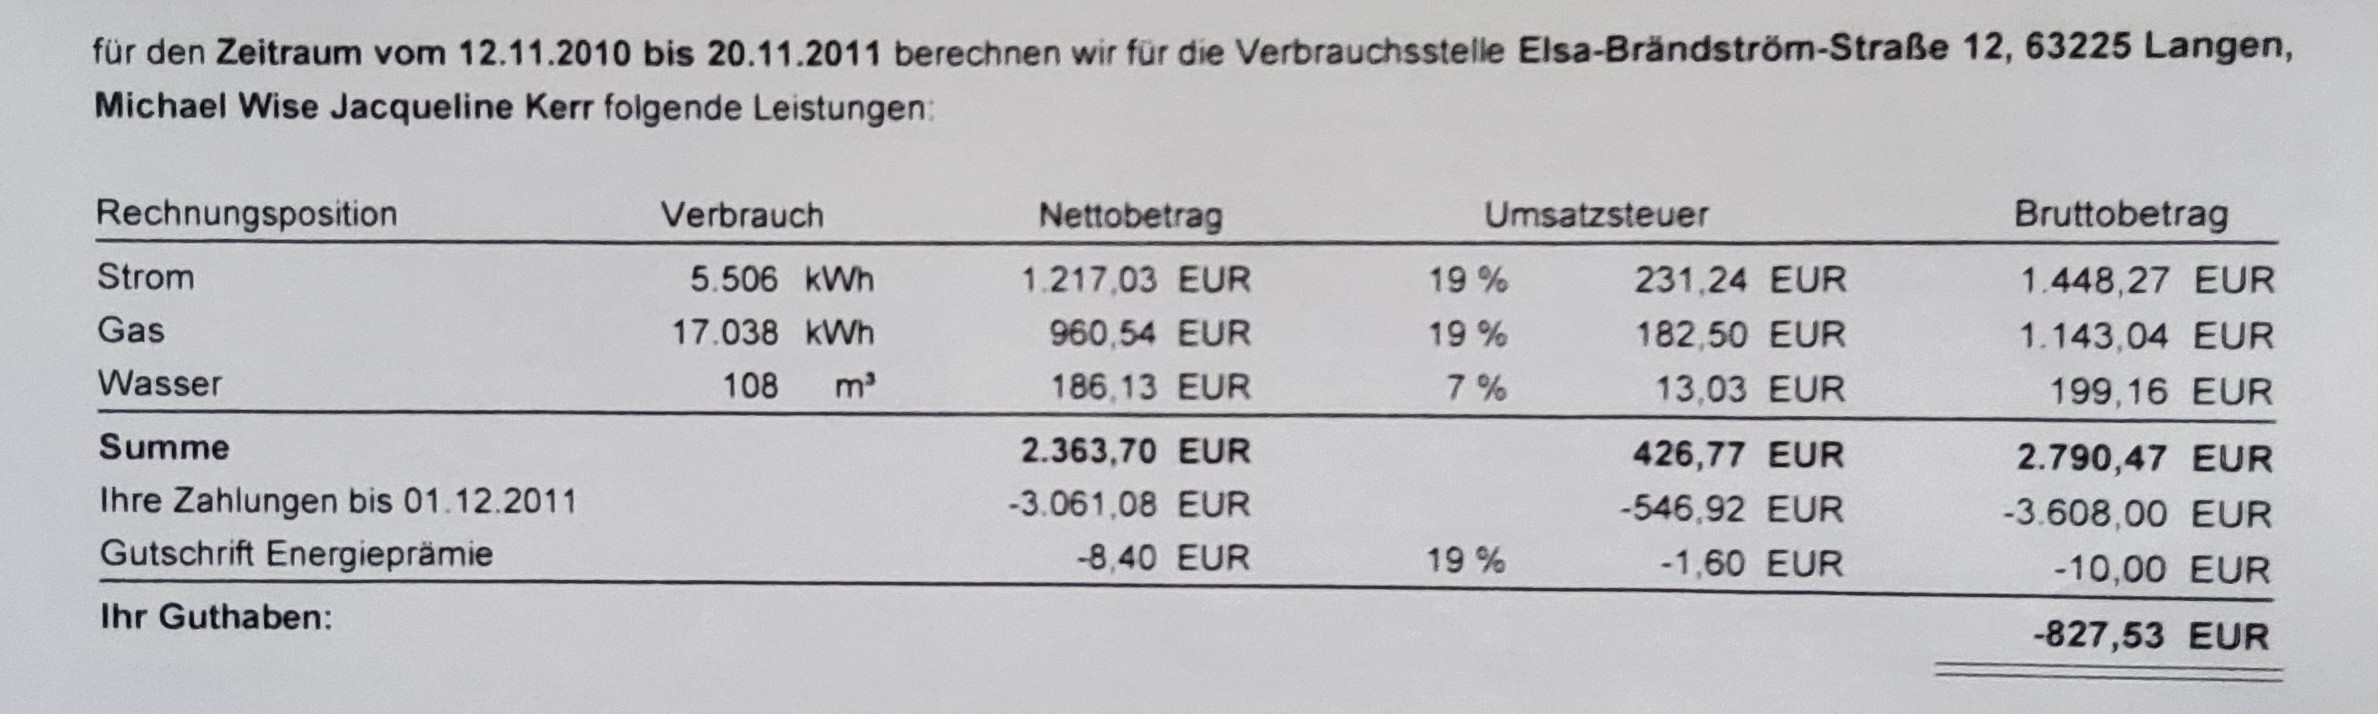 für den Zeitraum vom 12.11.2010 bis 20.11.2011 berechnen wir für die Verbrauchsstelle Elsa-Brändström-Straße 12, 63225 Langen,
Michael Wise Jacqueline Kerr folgende Leistungen:
Rechnungsposition Verbrauch Nettobetrag Umsatzsteuer Bruttobetrag
Strom 5.506 kWh 1.217,03 EUR 19 % 231,24 EUR 1.448,27 EUR
Gas 17.038 kWh 960,54 EUR 19 % 182,50 EUR 1.143,04 EUR
Wasser 108 m³ 186,13 EUR 7 % 13,03 EUR 199,16 EUR
Summe 2.363,70 EUR 426,77 EUR 2.790,47 EUR
Ihre Zahlungen bis 01.12.2011 -3.061,08 EUR -546,92 EUR -3.608,00 EUR
Gutschrift Energieprämie -8,40 EUR 19 % -1,60 EUR -10,00 EUR
Ihr Guthaben: -827,53 EUR